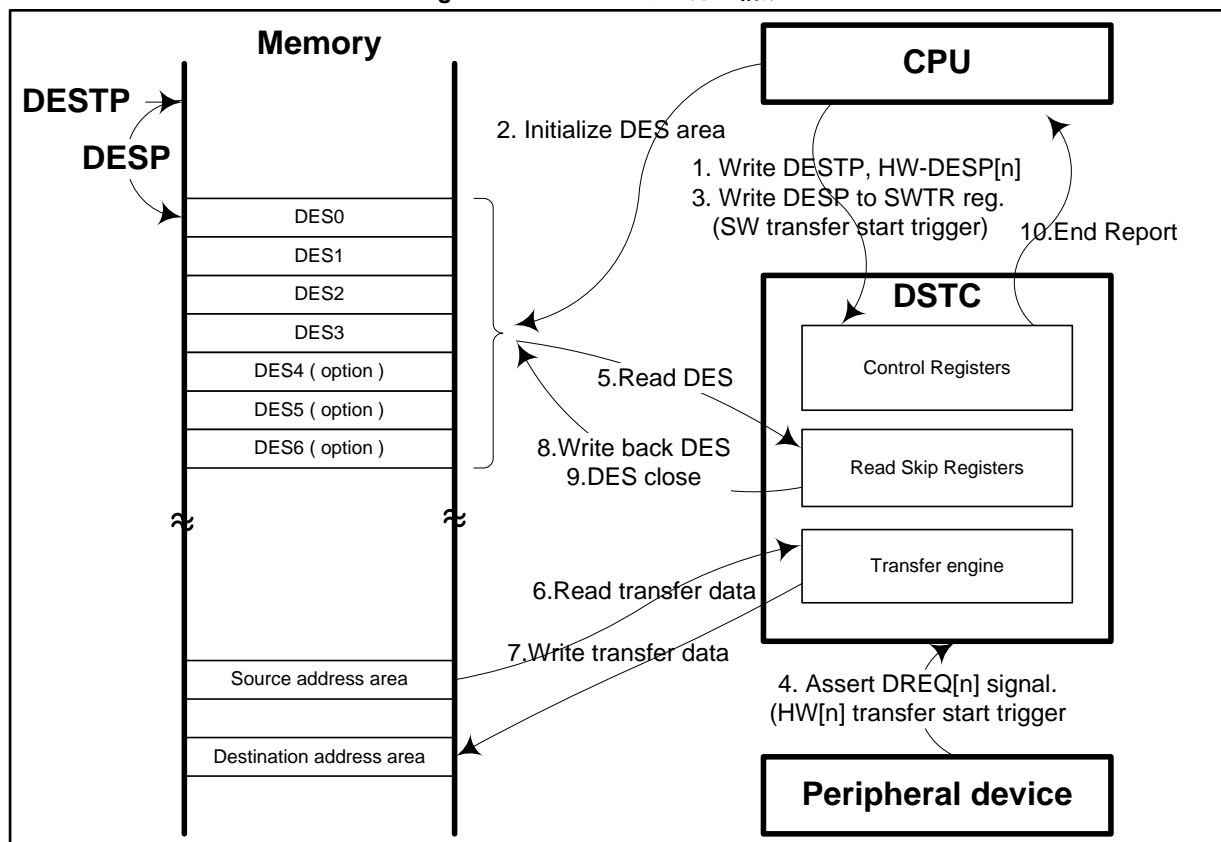 Memory
CPU
DESTP
DESP
2. Initialize DES area
1. Write DESTP, HW-DESP[n]
3. Write DESP to SWTR reg.
(SW transfer start trigger)
10.End Report
DES0
DES1
DES2
DES3
DES4 ( option )
DES5 ( option )
DES6 ( option )
DSTC
Control Registers
5.Read DES
8.Write back DES
9.DES close
Read Skip Registers
Transfer engine
6.Read transfer data
7.Write transfer data
Source address area
Destination address area
4. Assert DREQ[n] signal.
(HW[n] transfer start trigger
Peripheral device